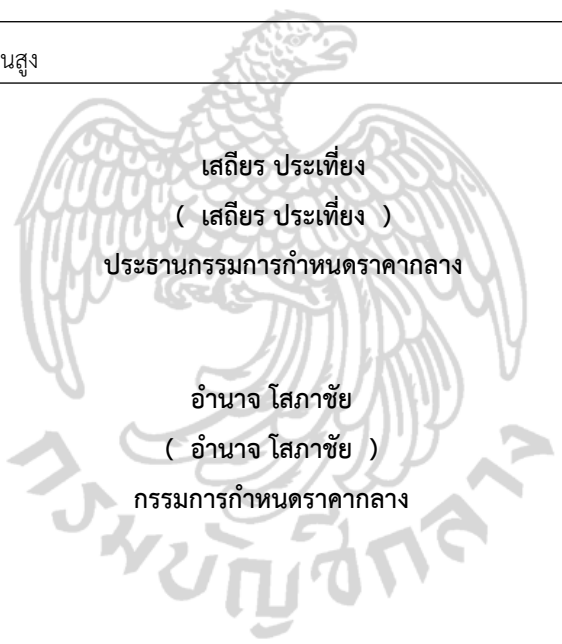 นสูง
เสถียร ประเที่ยง
( เสถียร ประเที่ยง )
ประธานกรรมการกำหนดราคากลาง
อำนาจ โสภาชัย
( อำนาจ โสภาชัย )
กรรมการกำหนดราคากลาง
กรมบัญชีกลาง